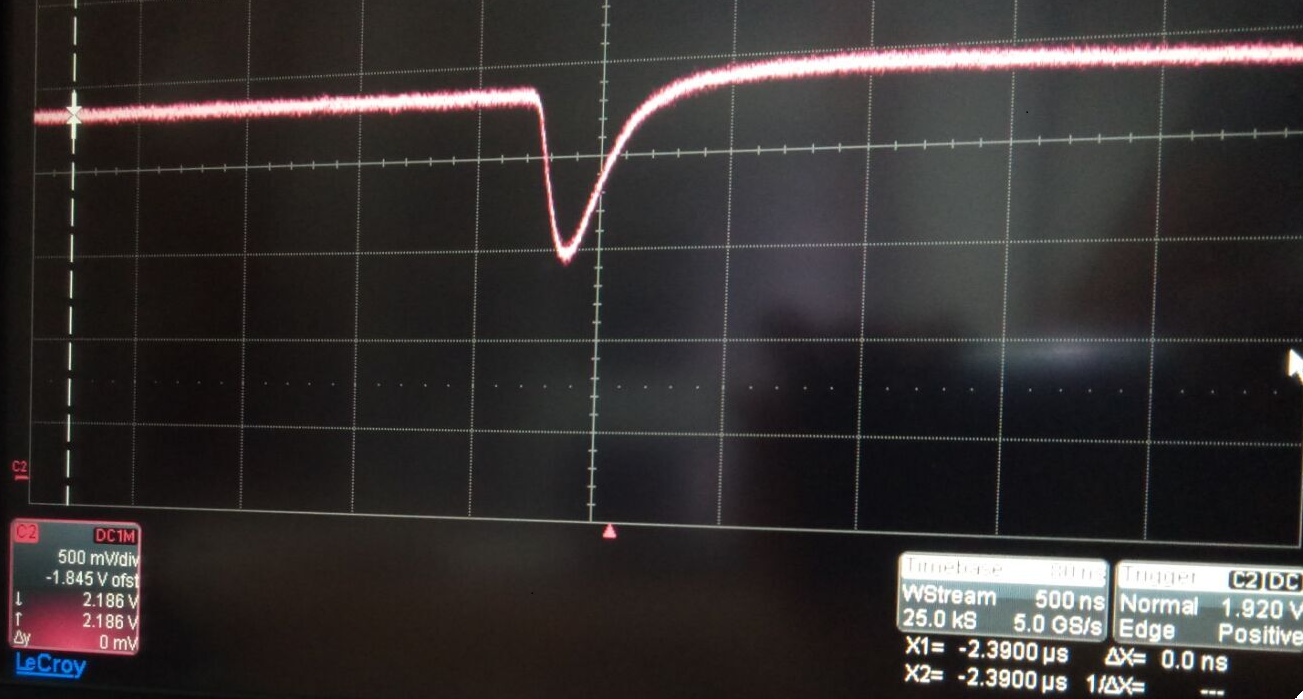 C2
C2 DC1M
500 mV/div
-1.845 V ofst
↓ 2.186 V
↑ 2.186 V
Δy 0 mV
LeCroy
Timebase 80 ns
WStream 500 ns
25.0 kS 5.0 GS/s
X1= -2.3900 µs ΔX= 0.0 ns
X2= -2.3900 µs 1/ΔX= ---
Trigger C2 DC
Normal 1.920 V
Edge Positive